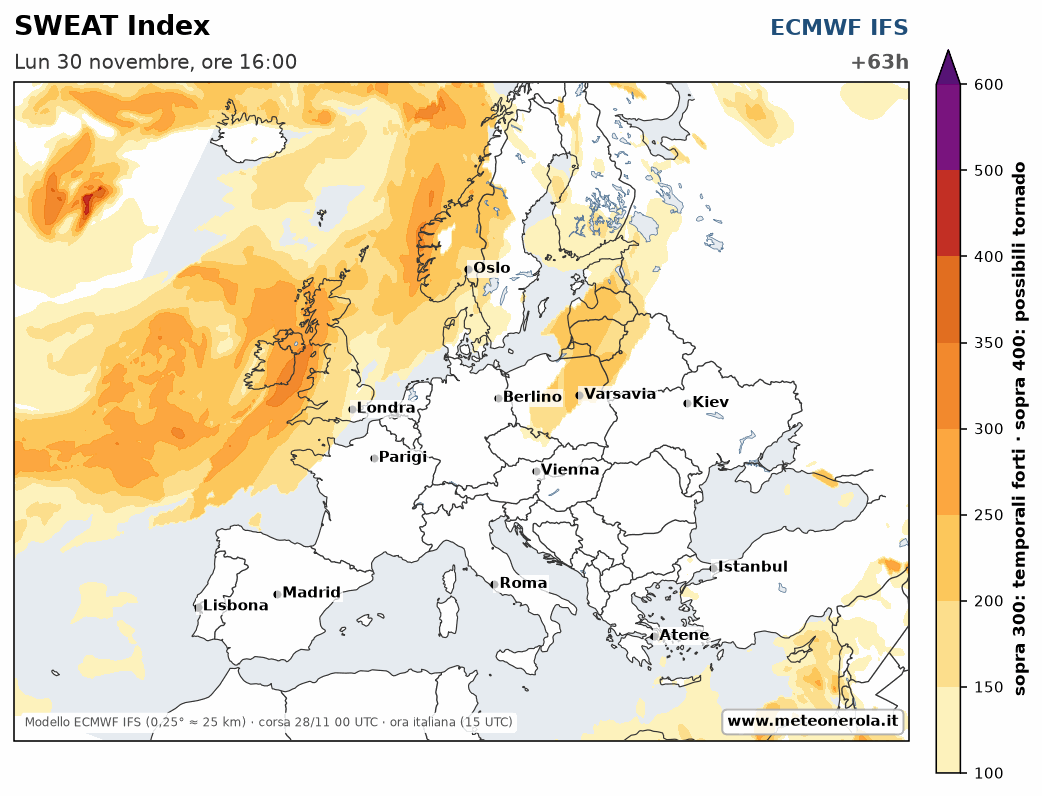 SWEAT Index
ECMWF IFS
Lun 30 novembre, ore 16:00
+63h
600
500
400
350
300
250
200
150
100
sopra 300: temporali forti · sopra 400: possibili tornado
Oslo
Berlino
Varsavia
Kiev
Londra
Parigi
Vienna
Istanbul
Roma
Madrid
Lisbona
Atene
Modello ECMWF IFS (0,25° ≈ 25 km) · corsa 28/11 00 UTC · ora italiana (15 UTC)
www.meteonerola.it